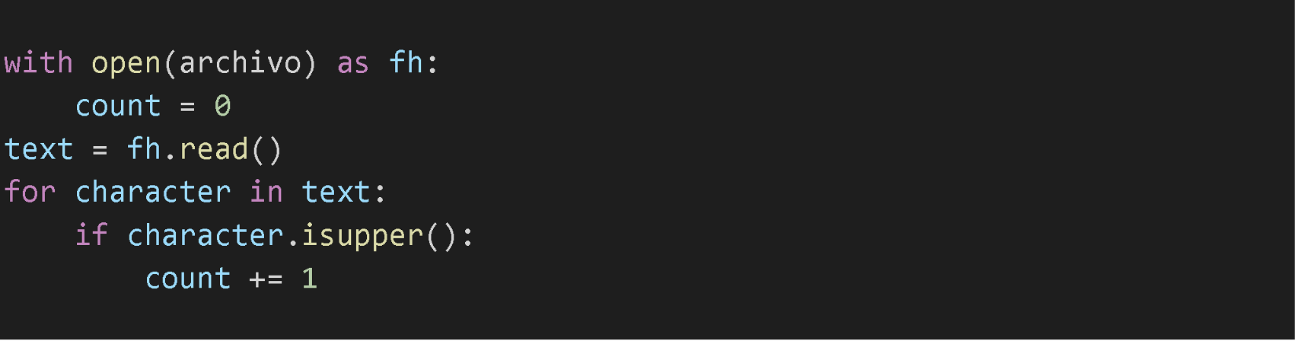 with open(archivo) as fh:
    count = 0
text = fh.read()
for character in text:
    if character.isupper():
        count += 1